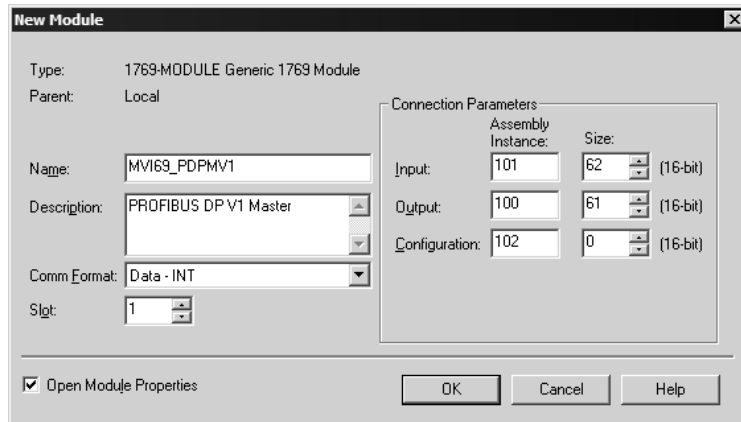 New Module
Type: 1769-MODULE Generic 1769 Module
Parent: Local
Connection Parameters
Assembly Instance: Size:
Name: MVI69_PDPMV1
Input: 101 62 (16-bit)
Description: PROFIBUS DP V1 Master
Output: 100 61 (16-bit)
Configuration: 102 0 (16-bit)
Comm Format: Data - INT
Slot: 1
Open Module Properties OK Cancel Help